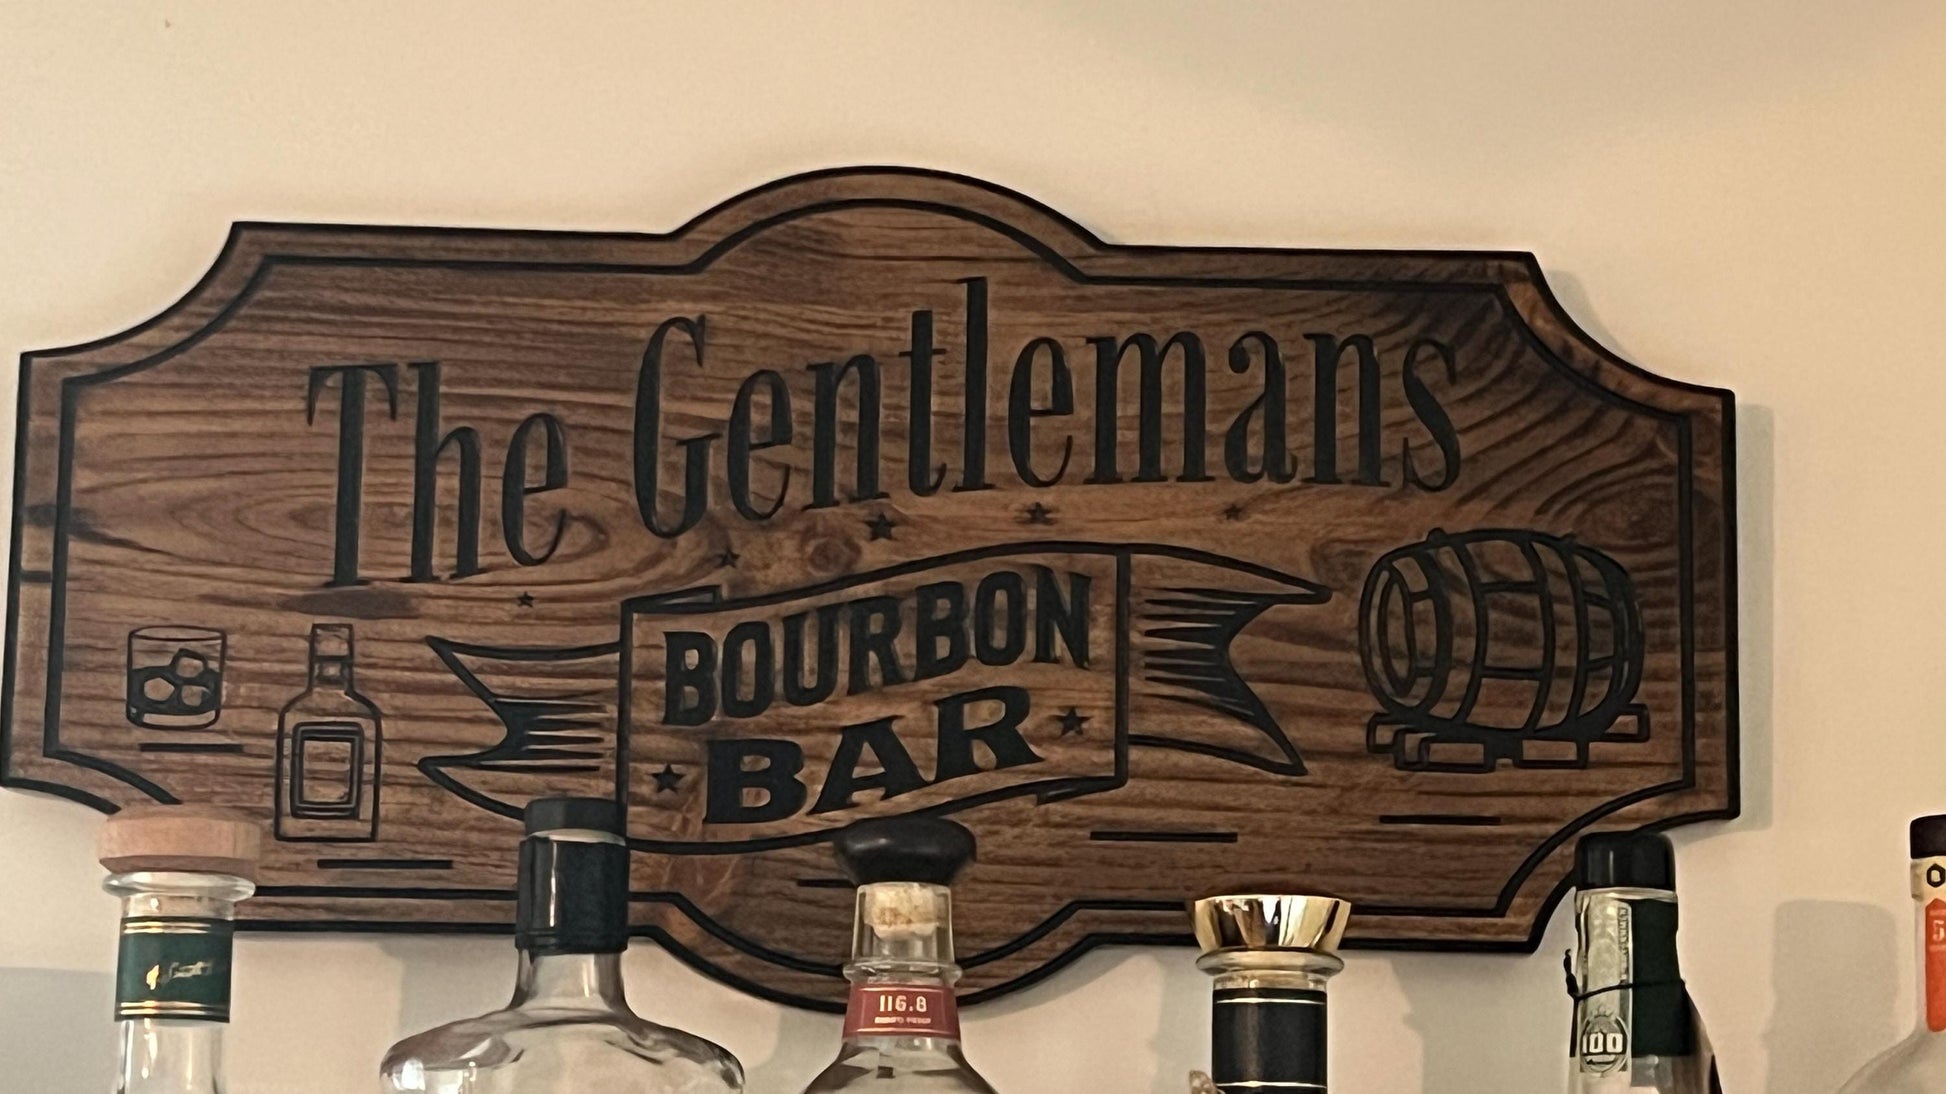 The Gentlemans
BOURBON
BAR
116.8
100